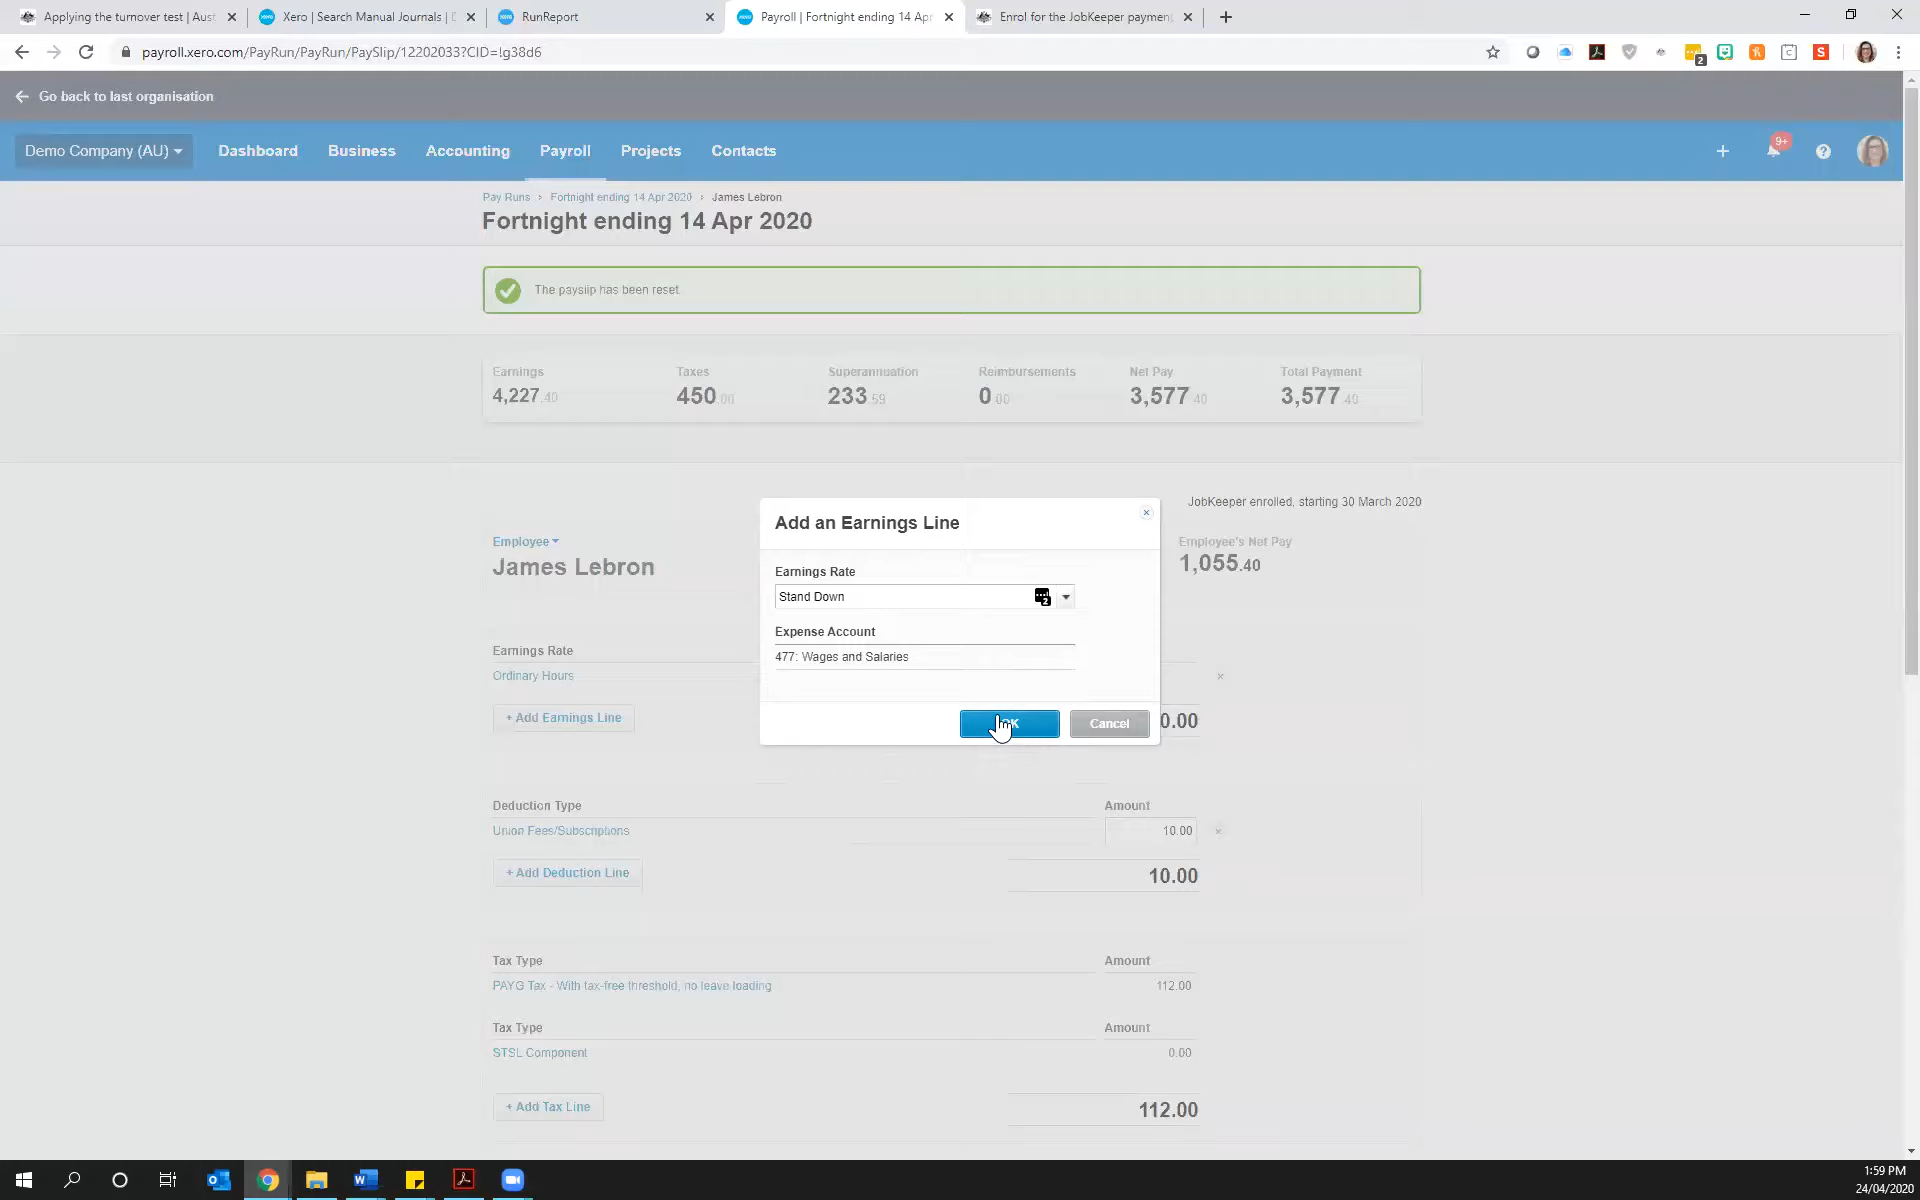 Applying the turnover test | Aust
Xero | Search Manual Journals | D
RunReport
Payroll | Fortnight ending 14 Apr
Enrol for the JobKeeper payment
payroll.xero.com/PayRun/PayRun/PaySlip/12202033?CID=!g38d6
2
Go back to last organisation
Demo Company (AU)
Dashboard
Business
Accounting
Payroll
Projects
Contacts
9+
Pay Runs › Fortnight ending 14 Apr 2020 › James Lebron
Fortnight ending 14 Apr 2020
The payslip has been reset.
Earnings
Taxes
Superannuation
Reimbursements
Net Pay
Total Payment
4,227.40
450.00
233.59
0.00
3,577.40
3,577.40
JobKeeper enrolled, starting 30 March 2020
Employee
James Lebron
Employee's Net Pay
1,055.40
Add an Earnings Line
Earnings Rate
Stand Down
2
Expense Account
477: Wages and Salaries
Cancel
Earnings Rate
Ordinary Hours
+ Add Earnings Line
0.00
Deduction Type
Amount
Union Fees/Subscriptions
10.00
+ Add Deduction Line
10.00
Tax Type
Amount
PAYG Tax - With tax-free threshold, no leave loading
112.00
Tax Type
Amount
STSL Component
0.00
+ Add Tax Line
112.00
1:59 PM
24/04/2020